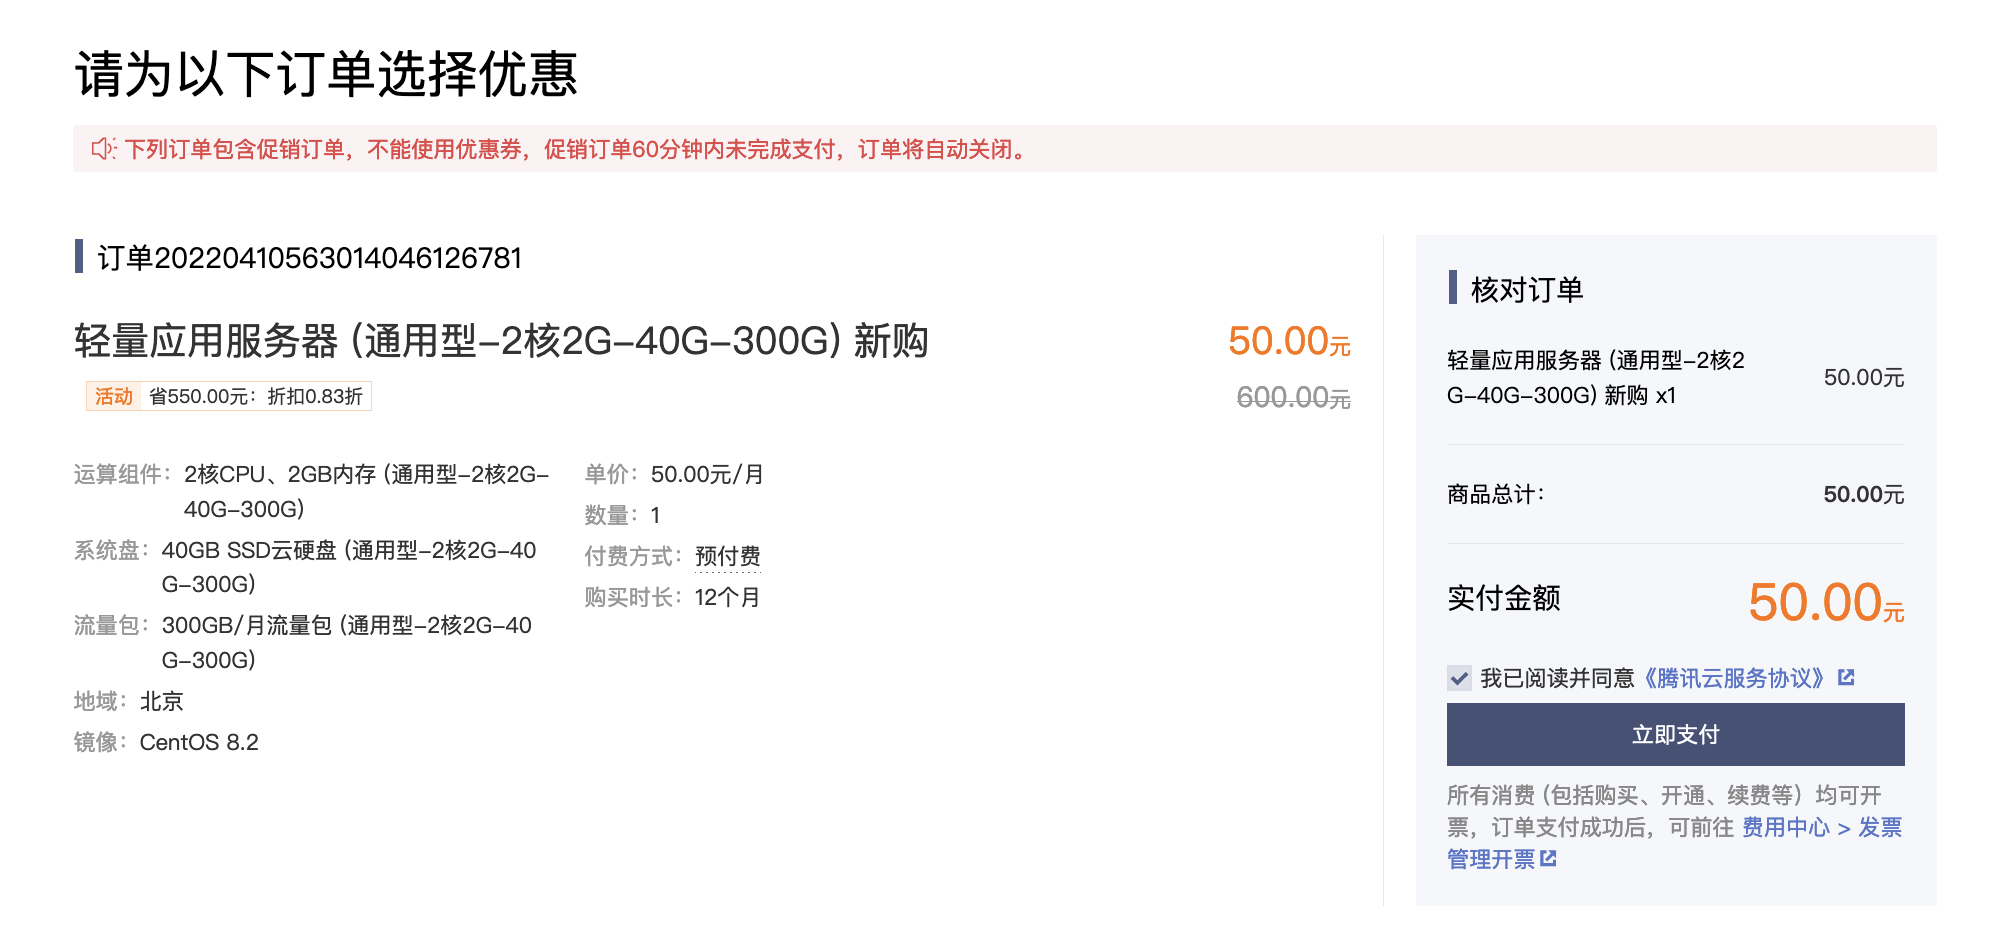 请为以下订单选择优惠
下列订单包含促销订单，不能使用优惠券，促销订单60分钟内未完成支付，订单将自动关闭。
订单20220410563014046126781
轻量应用服务器 (通用型-2核2G-40G-300G) 新购
50.00元
活动 省550.00元：折扣0.83折
600.00元
运算组件：2核CPU、2GB内存 (通用型-2核2G-
40G-300G)
系统盘：40GB SSD云硬盘 (通用型-2核2G-40
G-300G)
流量包：300GB/月流量包 (通用型-2核2G-40
G-300G)
地域：北京
镜像：CentOS 8.2
单价：50.00元/月
数量：1
付费方式：预付费
购买时长：12个月
核对订单
轻量应用服务器 (通用型-2核2
G-40G-300G) 新购 x1
50.00元
商品总计：
50.00元
实付金额
50.00元
我已阅读并同意《腾讯云服务协议》
立即支付
所有消费 (包括购买、开通、续费等）均可开
票，订单支付成功后，可前往 费用中心 > 发票
管理开票